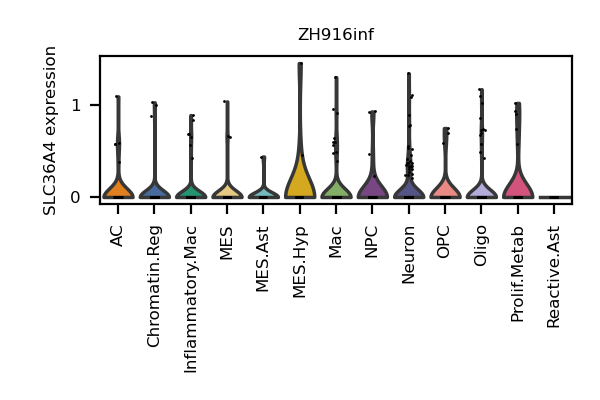 ZH916inf
SLC36A4 expression
1
0
AC
Chromatin.Reg
Inflammatory.Mac
MES
MES.Ast
MES.Hyp
Mac
NPC
Neuron
OPC
Oligo
Prolif.Metab
Reactive.Ast